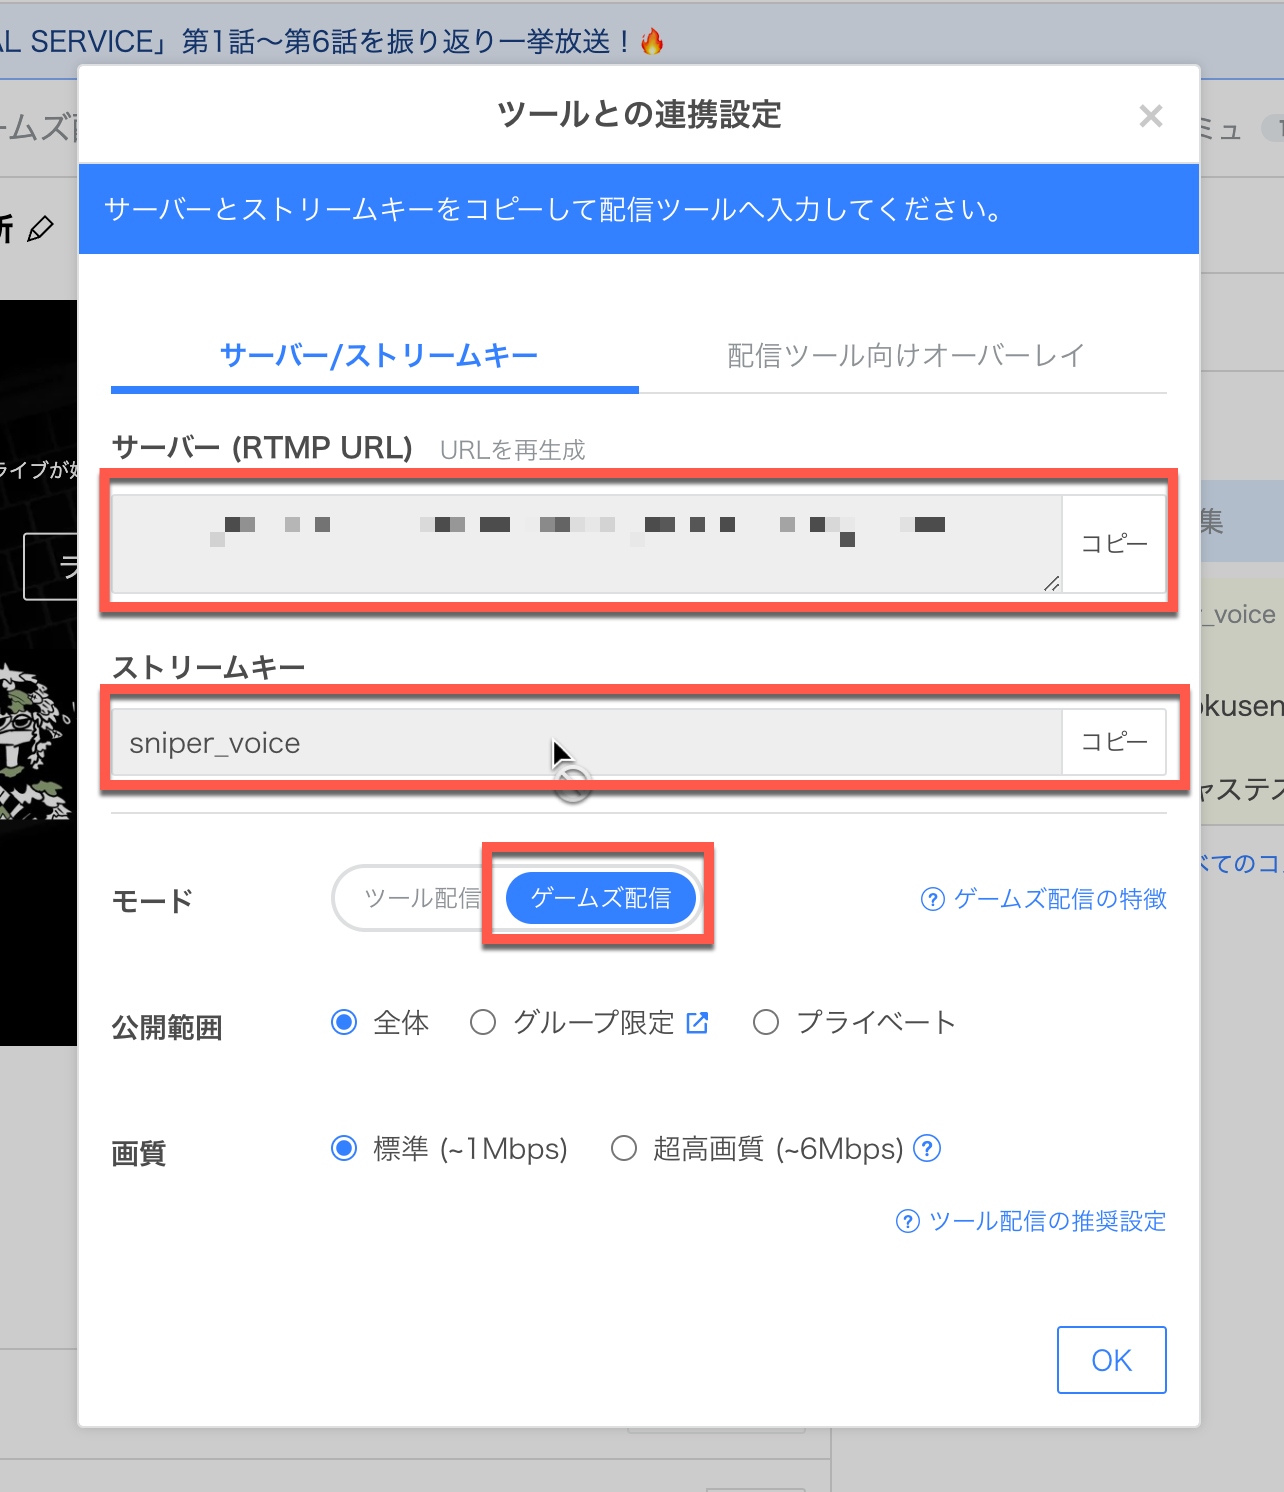 AL SERVICE」第1話〜第6話を振り返り一挙放送！🔥
ームズ
ミュ
ツールとの連携設定
×
サーバーとストリームキーをコピーして配信ツールへ入力してください。
サーバー/ストリームキー
配信ツール向けオーバーレイ
サーバー (RTMP URL)
URLを再生成
ライブが
コピー
集
ラ
_voice
ストリームキー
kusen
sniper_voice
コピー
ャステス
べてのコ
モード
ツール配信
ゲームズ配信
? ゲームズ配信の特徴
公開範囲
全体
グループ限定
プライベート
画質
標準 (~1Mbps)
超高画質 (~6Mbps) ?
? ツール配信の推奨設定
OK